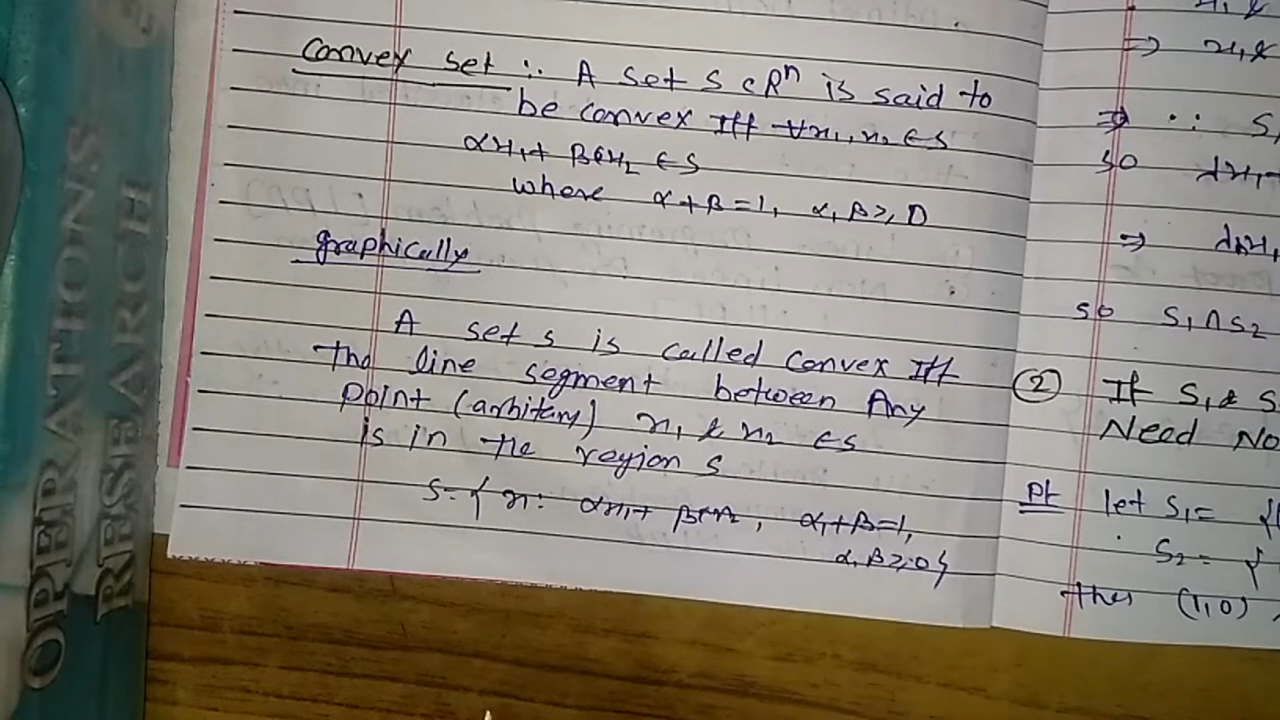 Convex set :. A set S ⊂ Rⁿ is said to
be convex Iff ∀ x₁, x₂ ∈ S
αx₁ + βx₂ ∈ S
where α + β = 1, α, β ≥ 0
graphically
A set s is called convex Iff
the line segment between Any
point (arbitary) x₁ & x₂ ∈ S
is in the region S
S = { x : αx₁ + βx₂, α + β = 1,
α, β ≥ 0}
⇒ x₁ &
⇒ ∵ S
so λx₁
⇒ λx₁
so S₁ ∩ S₂
② If S₁ & S
Need No
Pf let S₁ = {
S₂ = {
then (1,0)
OPERATIONS
RESEARCH